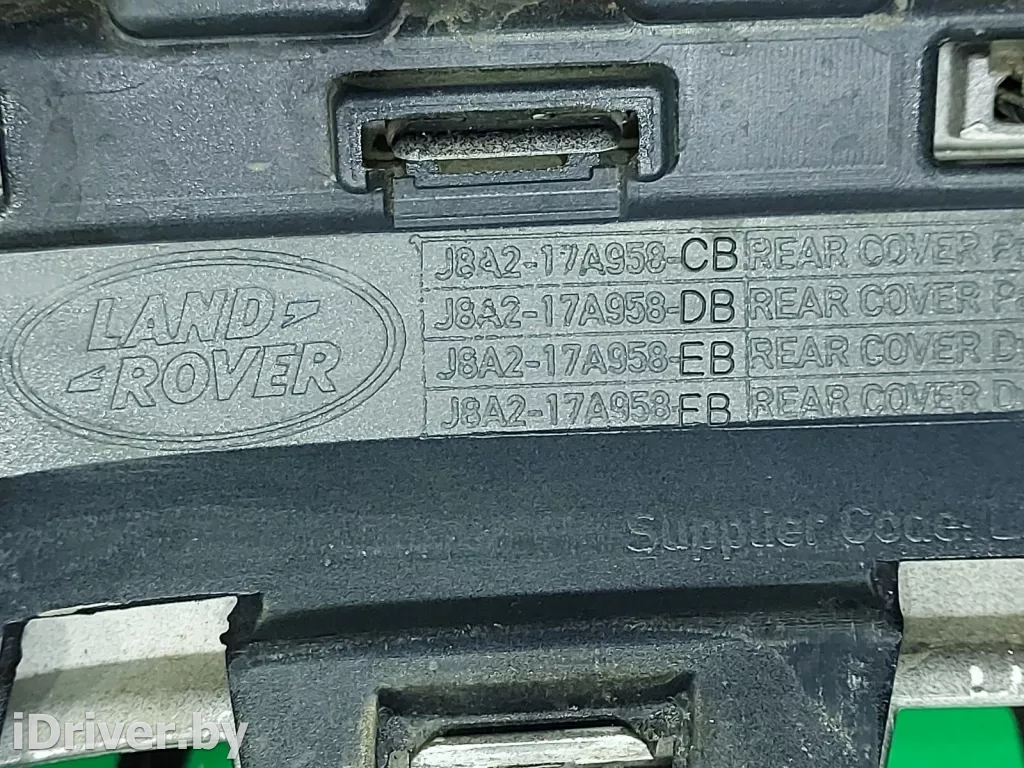 LAND
ROVER
J8A2-17A958-CB REAR COVER
J8A2-17A958-DB REAR COVER
J8A2-17A958-EB REAR COVER
J8A2-17A958-FB REAR COVER
Supplier Code:
iDriver.by